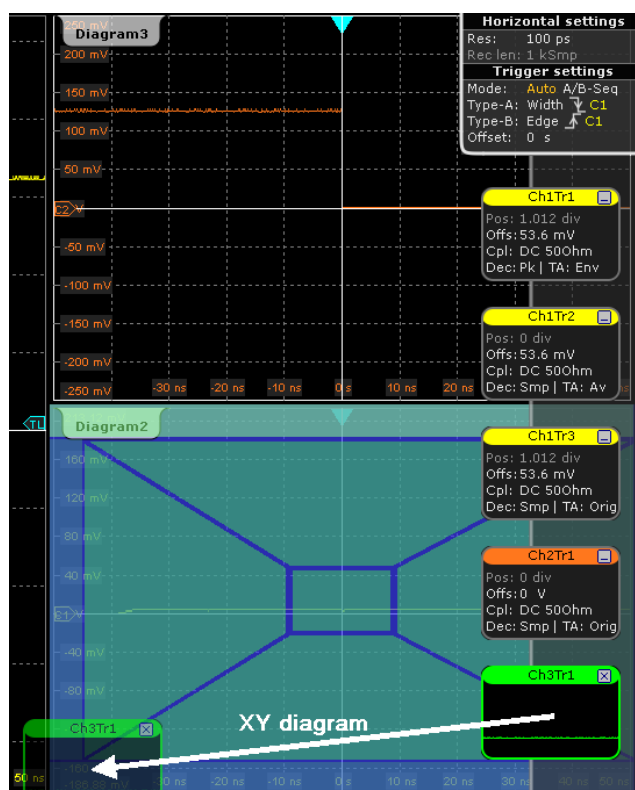 Horizontal settings
Res: 100 ps
Rec len: 1 kSmp
Trigger settings
Mode: Auto A/B-Seq
Type-A: Width C1
Type-B: Edge C1
Offset: 0 s
Diagram3
200 mV
150 mV
100 mV
50 mV
C2
-50 mV
-100 mV
-150 mV
-200 mV
-250 mV
-30 ns -20 ns -10 ns 0 s 10 ns 20 ns
Ch1Tr1
Pos: 1.012 div
Offs:53.6 mV
Cpl: DC 50Ohm
Dec: Pk | TA: Env
Ch1Tr2
Pos: 0 div
Offs:53.6 mV
Cpl: DC 50Ohm
Dec: Smp | TA: Av
TL
Diagram2
160 mV
120 mV
80 mV
40 mV
C1
-40 mV
-80 mV
Ch1Tr3
Pos: 1.012 div
Offs:53.6 mV
Cpl: DC 50Ohm
Dec: Smp | TA: Orig
Ch2Tr1
Pos: 0 div
Offs:0 V
Cpl: DC 50Ohm
Dec: Smp | TA: Orig
Ch3Tr1
XY diagram
Ch3Tr1
50 ns
-20 ns -10 ns 0 s 10 ns 20 ns 30 ns 40 ns 50 ns